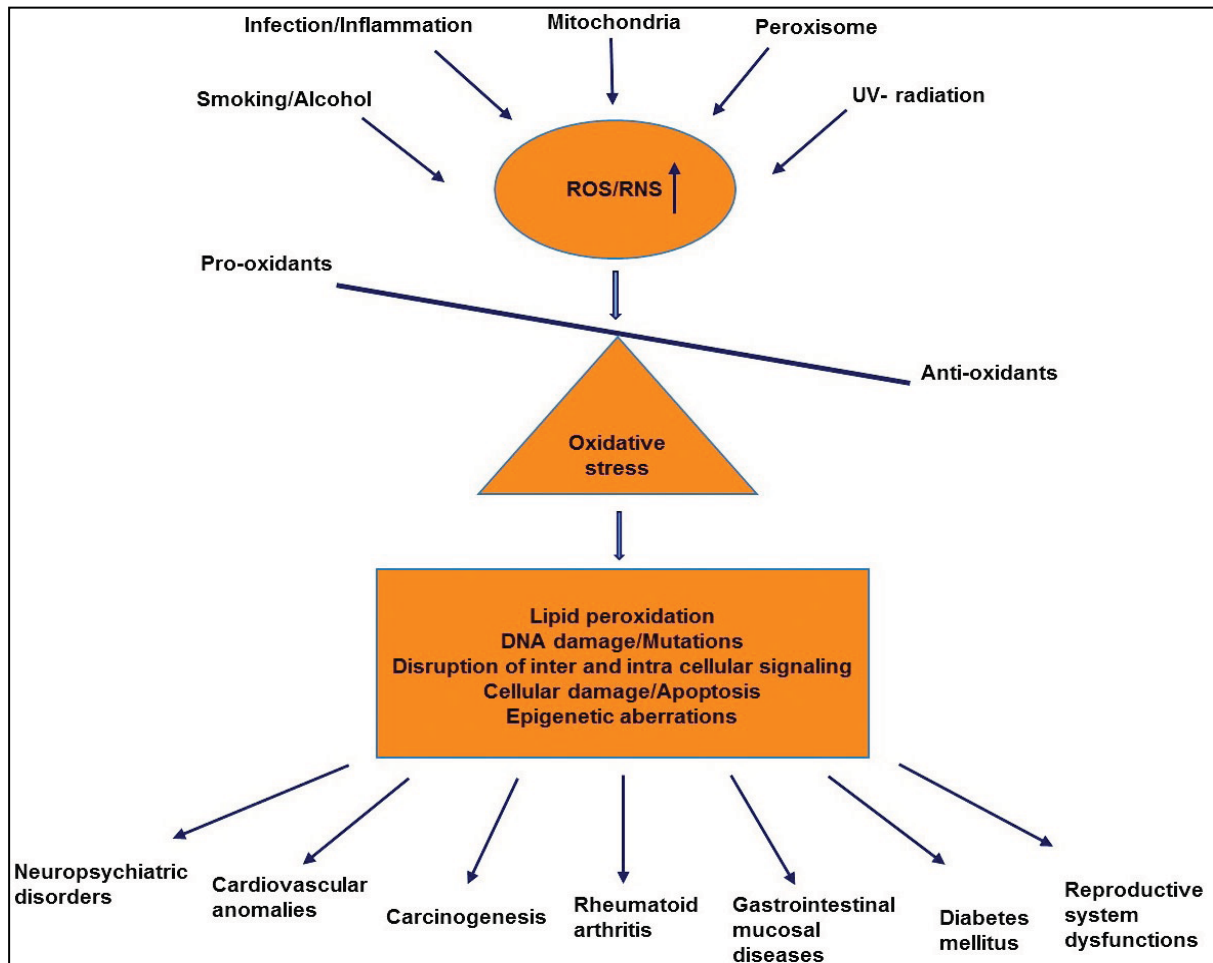 Infection/Inflammation
Mitochondria
Peroxisome
Smoking/Alcohol
UV- radiation
ROS/RNS
Pro-oxidants
Anti-oxidants
Oxidative
stress
Lipid peroxidation
DNA damage/Mutations
Disruption of inter and intra cellular signaling
Cellular damage/Apoptosis
Epigenetic aberrations
Neuropsychiatric
disorders
Cardiovascular
anomalies
Carcinogenesis
Rheumatoid
arthritis
Gastrointestinal
mucosal
diseases
Diabetes
mellitus
Reproductive
system
dysfunctions